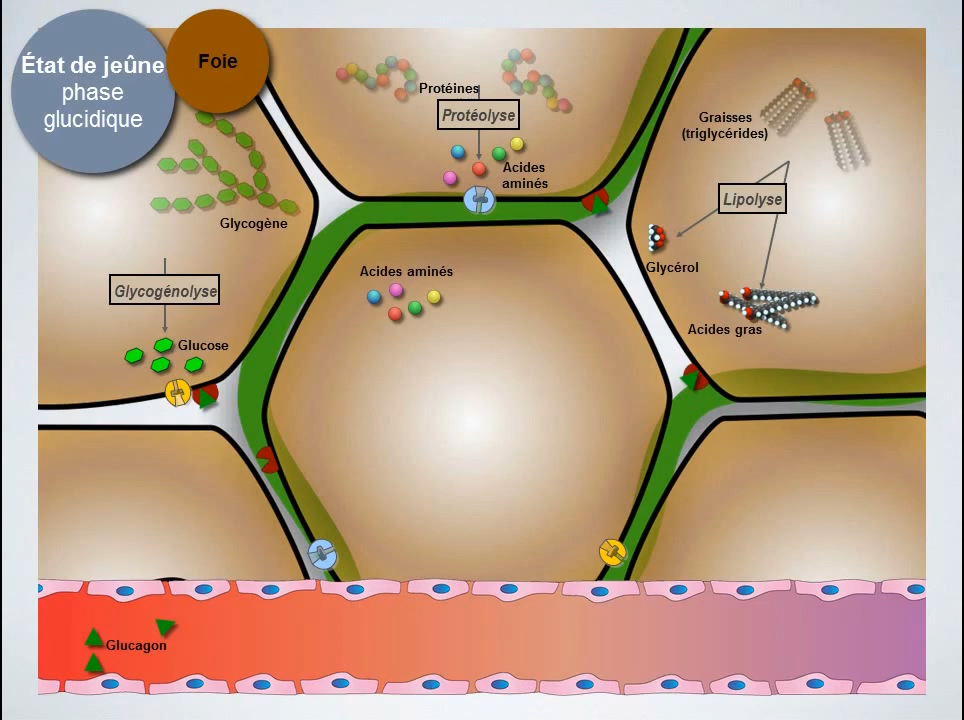 État de jeûne
phase
glucidique
Foie
Protéines
Protéolyse
Acides
aminés
Graisses
(triglycérides)
Lipolyse
Glycogène
Glycogénolyse
Glucose
Acides aminés
Glycérol
Acides gras
Glucagon